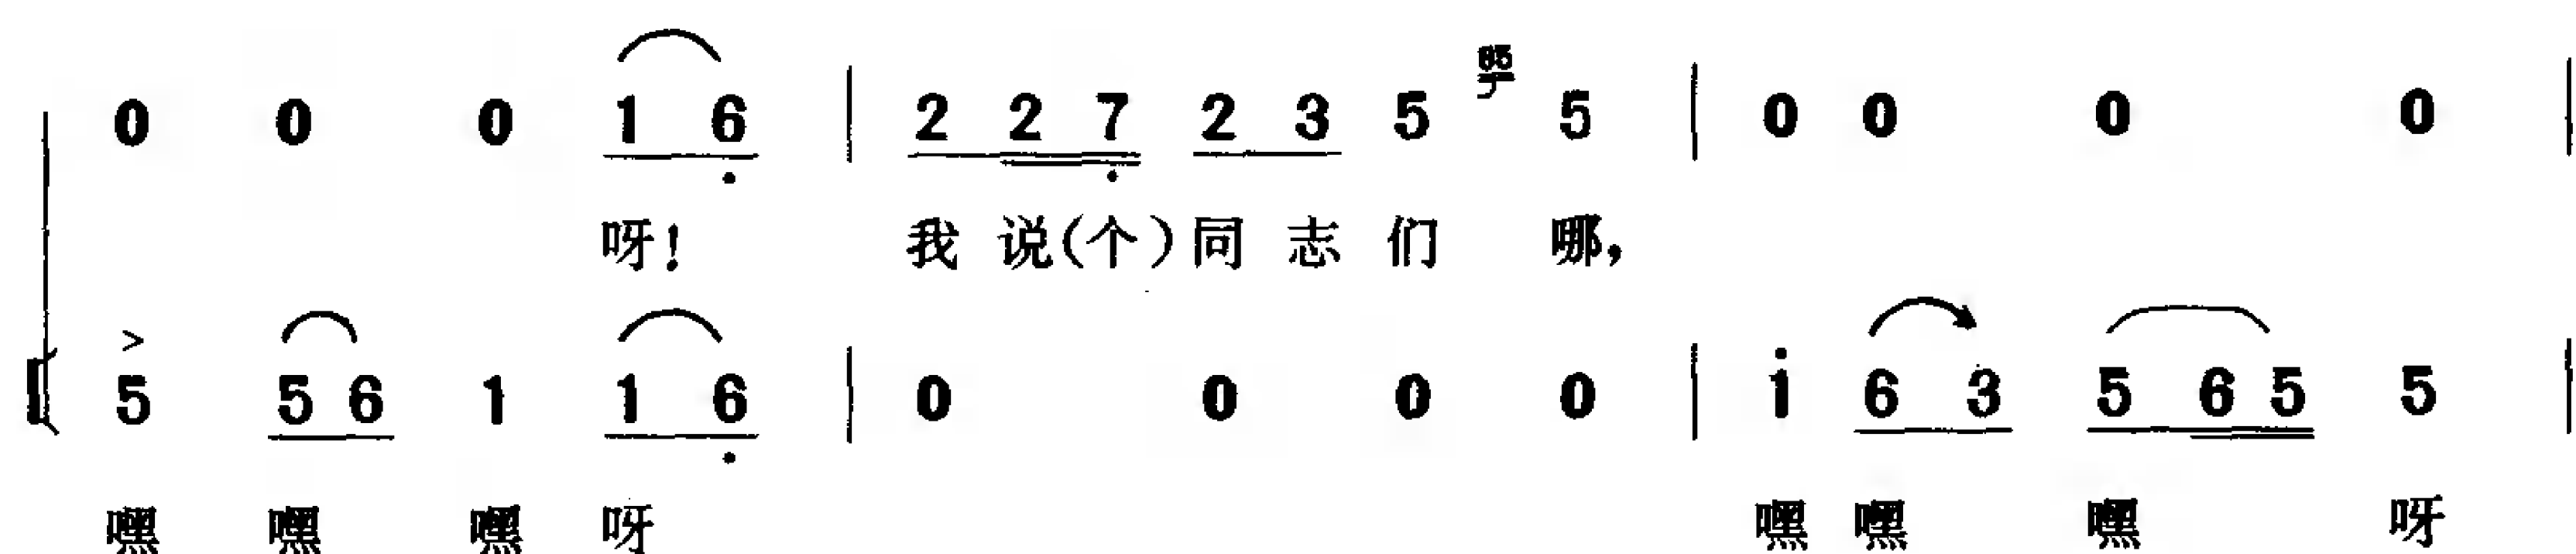 0 0 0 1 6 | 2 2 7 2 3 5 5 | 0 0 0 0 |
呀! 我 说(个)同 志 们 哪,
> 
5 5 6 1 1 6 | 0 0 0 0 | 1 6 3 5 6 5 5 |
嘿 嘿 嘿 呀 嘿 嘿 嘿 呀